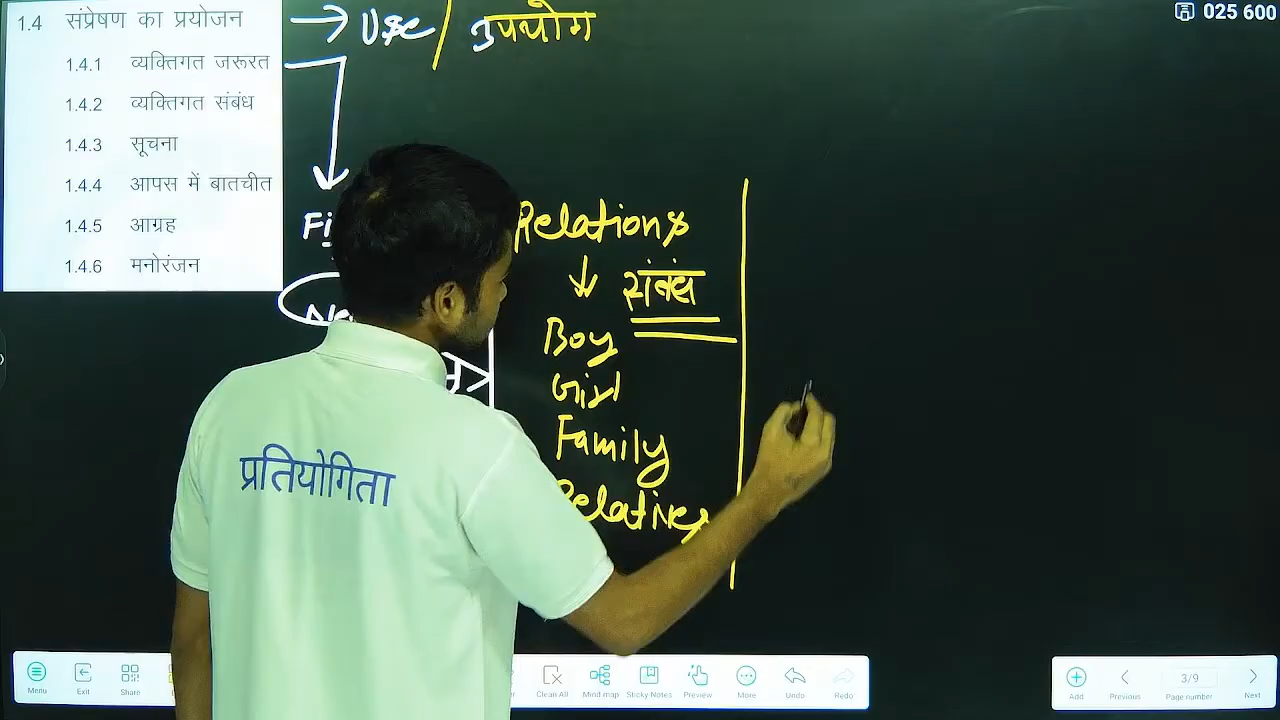 1.4 संप्रेषण का प्रयोजन
1.4.1 व्यक्तिगत जरूरत
1.4.2 व्यक्तिगत संबंध
1.4.3 सूचना
1.4.4 आपस में बातचीत
1.4.5 आग्रह
1.4.6 मनोरंजन
→ Use / उपयोग
025 600
Relations
संबंध
Boy
Girl
Family
Relatives
प्रतियोगिता
Menu Exit Share Clean All Mind map Sticky Notes Preview More Undo Redo
Add Previous 3/9 Page number Next